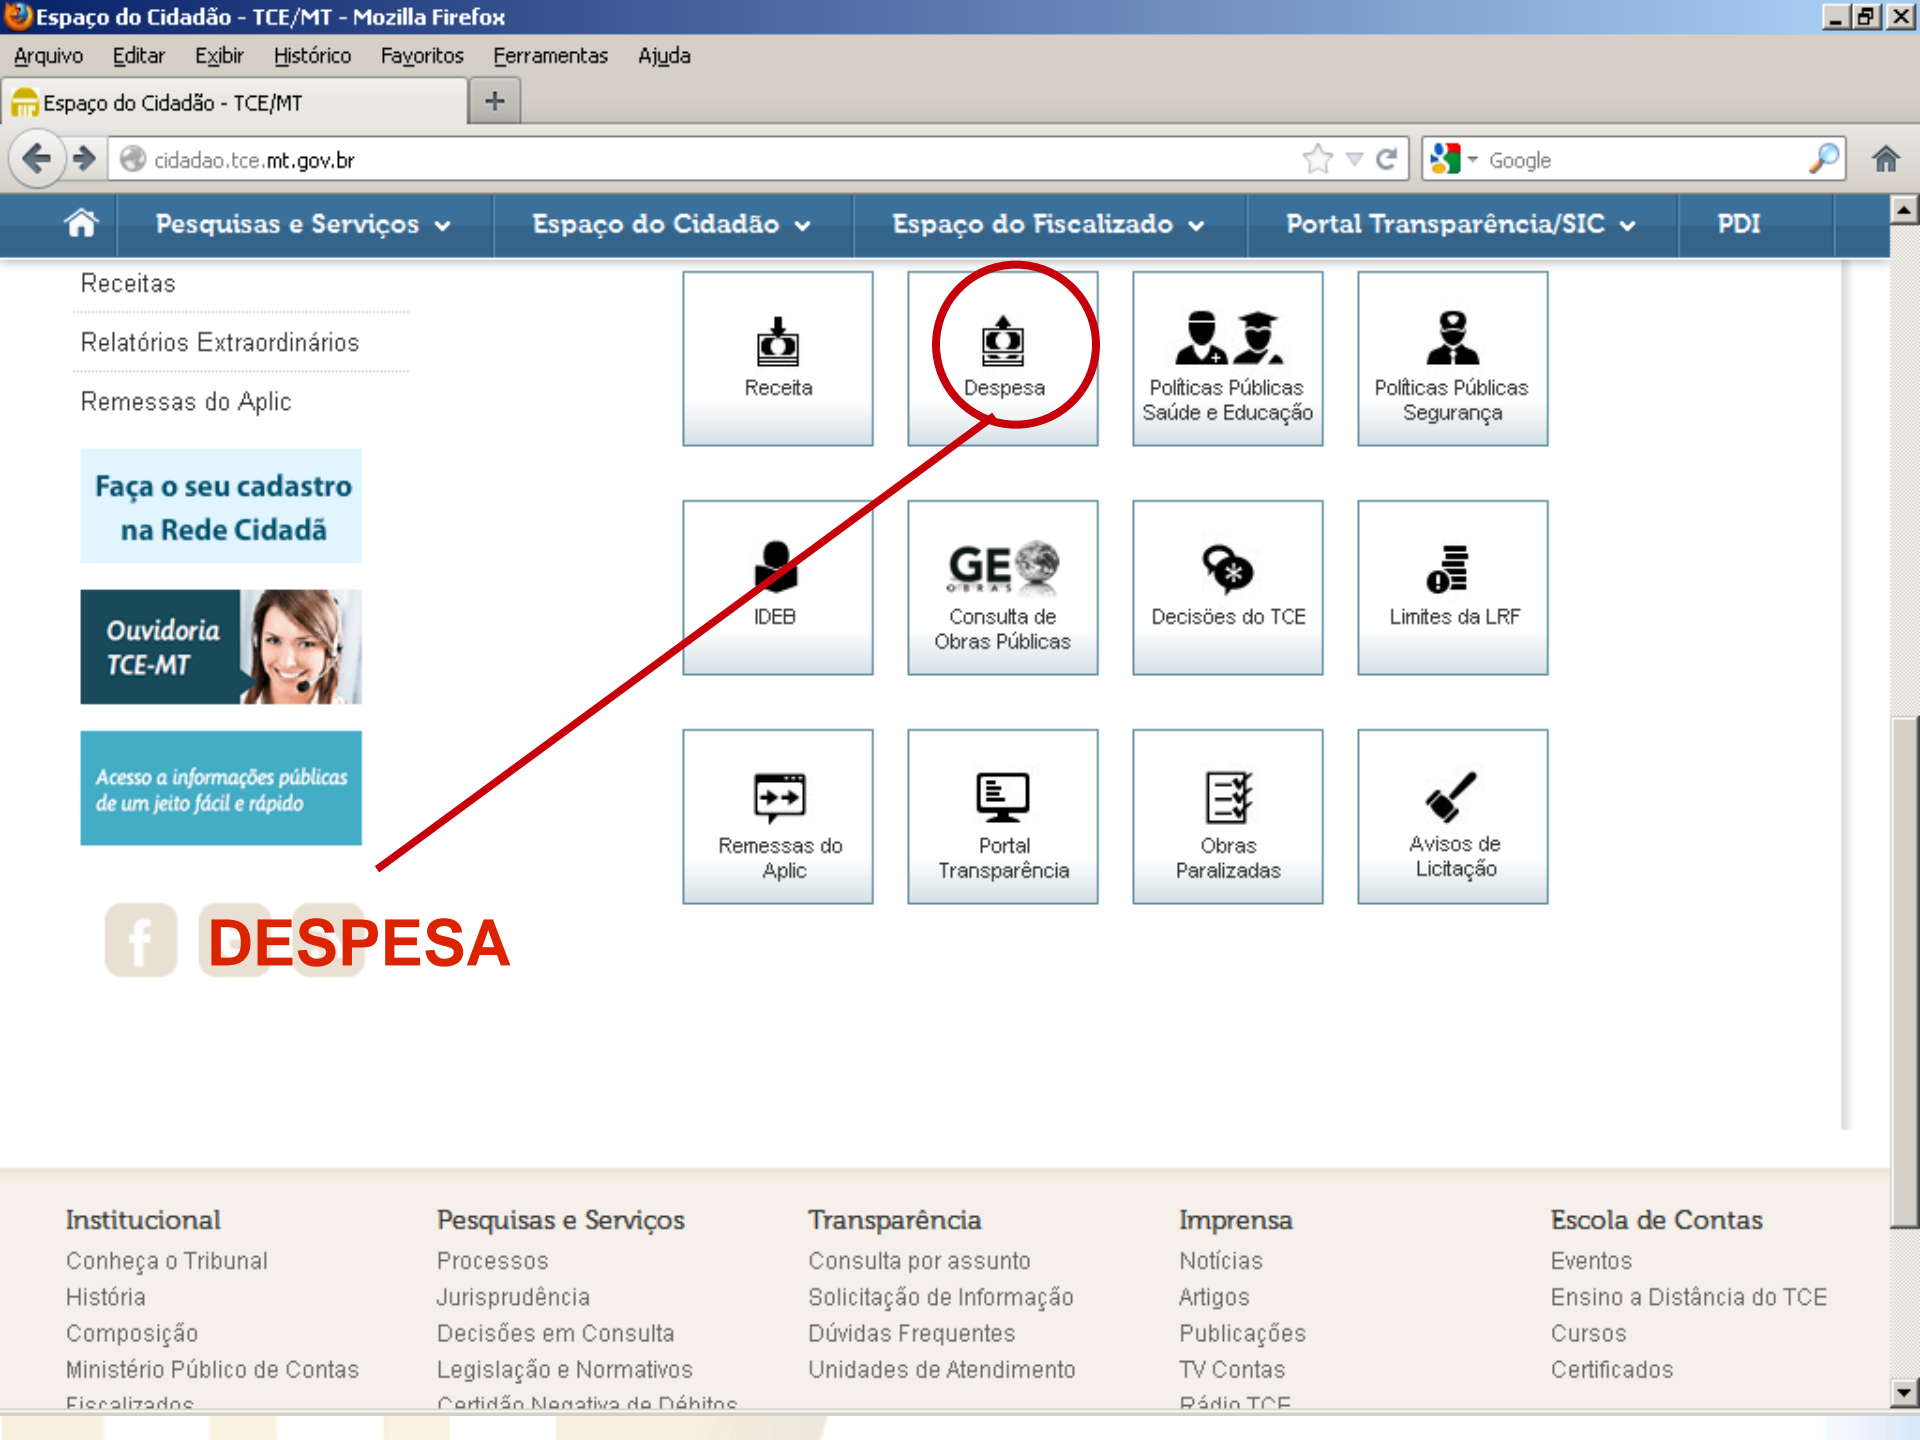 Espaço do Cidadão - TCE/MT - Mozilla Firefox
Arquivo Editar Exibir Histórico Favoritos Ferramentas Ajuda
Espaço do Cidadão - TCE/MT
cidadao.tce.mt.gov.br
Google
Pesquisas e Serviços
Espaço do Cidadão
Espaço do Fiscalizado
Portal Transparência/SIC
PDI
Receitas
Relatórios Extraordinários
Remessas do Aplic
Faça o seu cadastro
na Rede Cidadã
Ouvidoria
TCE-MT
Acesso a informações públicas
de um jeito fácil e rápido
DESPESA
Receita
Despesa
Políticas Públicas
Saúde e Educação
Políticas Públicas
Segurança
IDEB
GEO
OBRAS
Consulta de
Obras Públicas
Decisões do TCE
Limites da LRF
Remessas do
Aplic
Portal
Transparência
Obras
Paralizadas
Avisos de
Licitação
Institucional
Conheça o Tribunal
História
Composição
Ministério Público de Contas
Fiscalizados
Pesquisas e Serviços
Processos
Jurisprudência
Decisões em Consulta
Legislação e Normativos
Certidão Negativa de Débitos
Transparência
Consulta por assunto
Solicitação de Informação
Dúvidas Frequentes
Unidades de Atendimento
Imprensa
Notícias
Artigos
Publicações
TV Contas
Rádio TCE
Escola de Contas
Eventos
Ensino a Distância do TCE
Cursos
Certificados